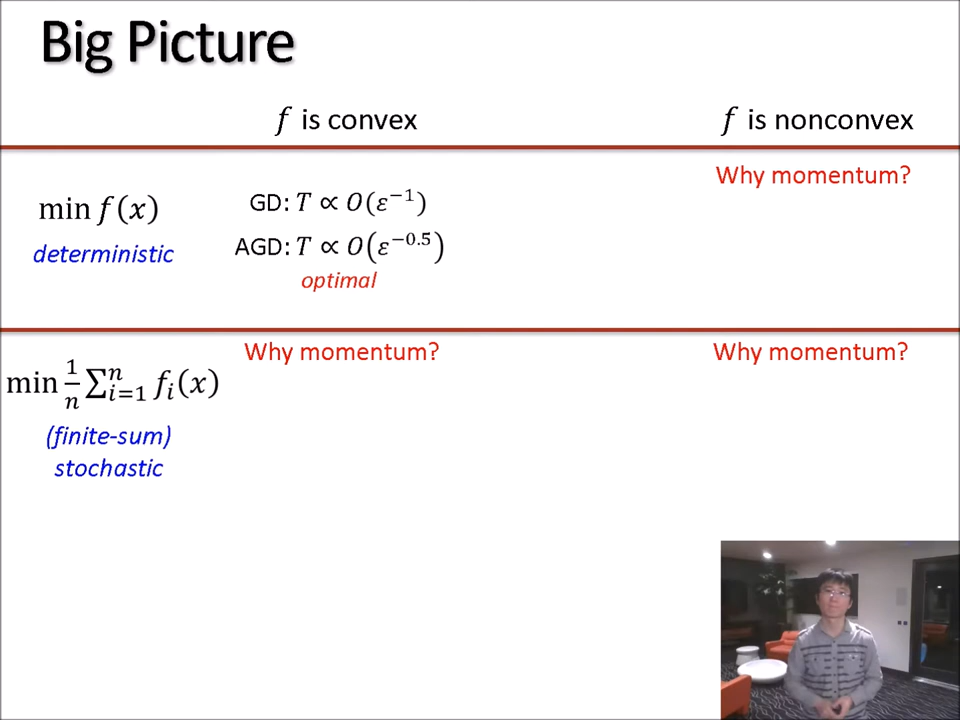 Big Picture
f is convex
f is nonconvex
Why momentum?
min f(x)
deterministic
GD: T ∝ O(ε⁻¹)
AGD: T ∝ O(ε⁻⁰·⁵)
optimal
Why momentum?
Why momentum?
min 1/n ∑ⁿᵢ₌₁ fᵢ(x)
(finite-sum)
stochastic